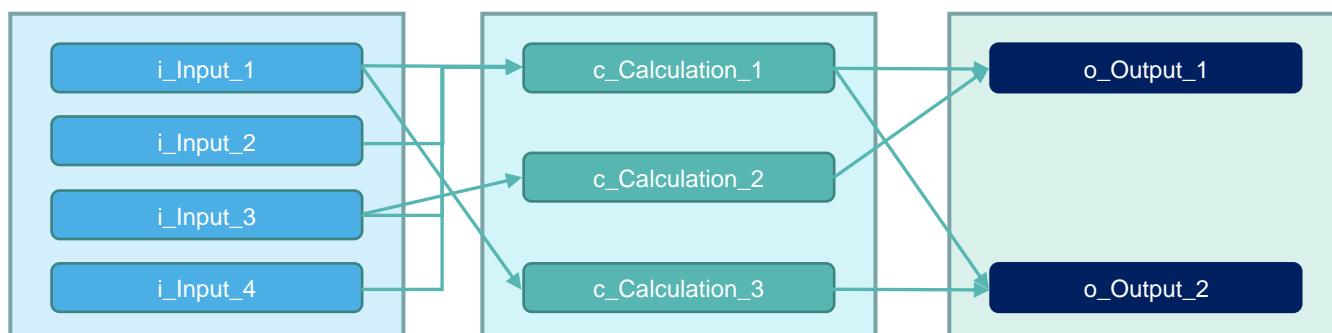 i_Input_1
i_Input_2
i_Input_3
i_Input_4
c_Calculation_1
c_Calculation_2
c_Calculation_3
o_Output_1
o_Output_2